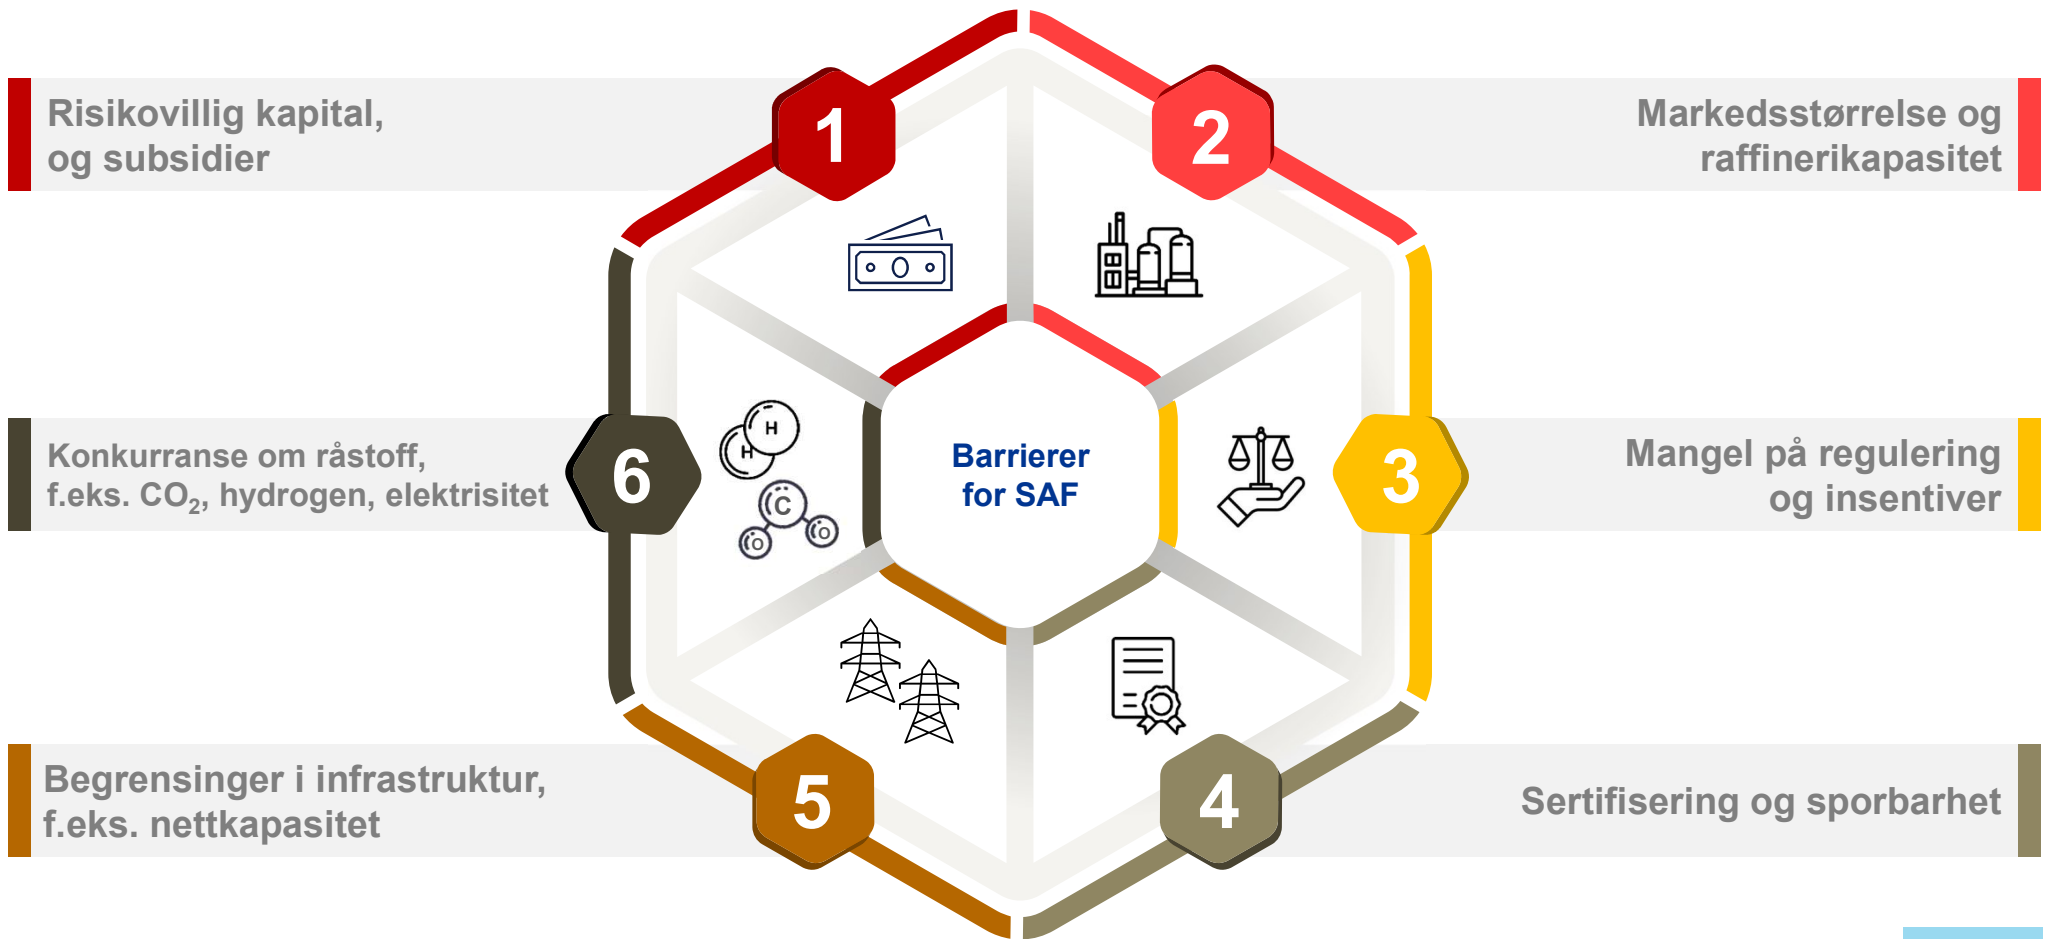 1
Risikovillig kapital,
og subsidier
2
Markedsstørrelse og
raffinerikapasitet
3
Mangel på regulering
og insentiver
4
Sertifisering og sporbarhet
5
Begrensinger i infrastruktur,
f.eks. nettkapasitet
6
Konkurranse om råstoff,
f.eks. CO₂, hydrogen, elektrisitet
H
H
C
O
O
Barrierer
for SAF